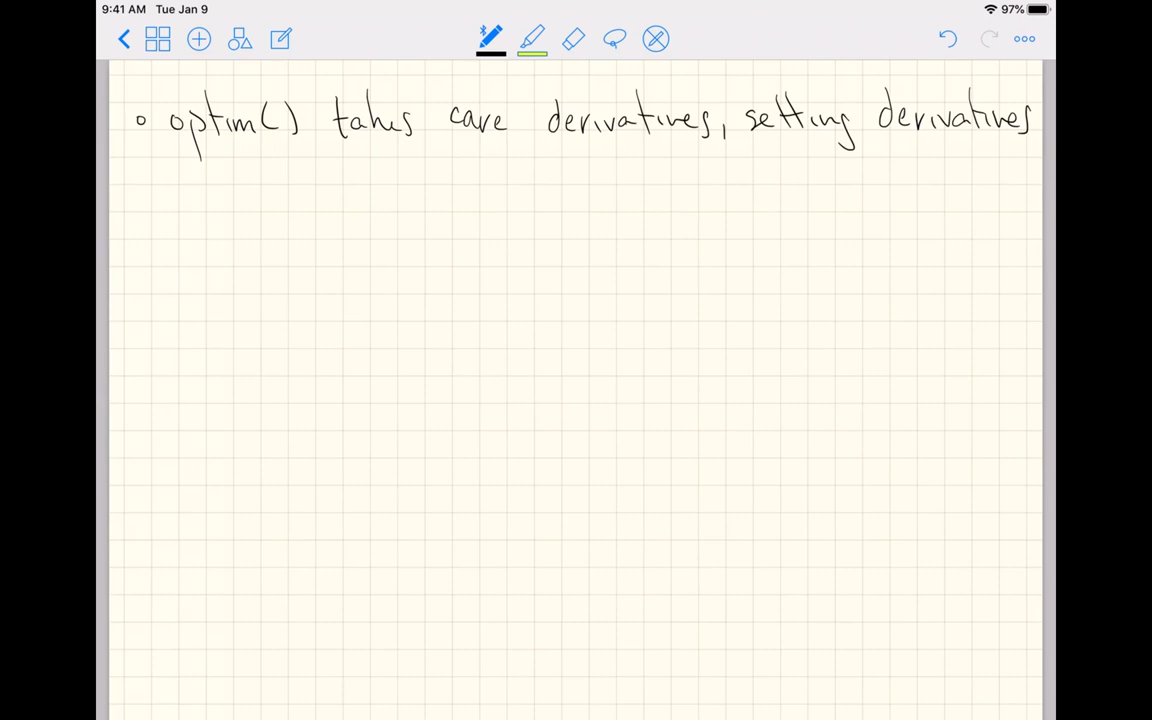 9:41 AM Tue Jan 9 97%
o optim() takes care derivatives, setting derivatives